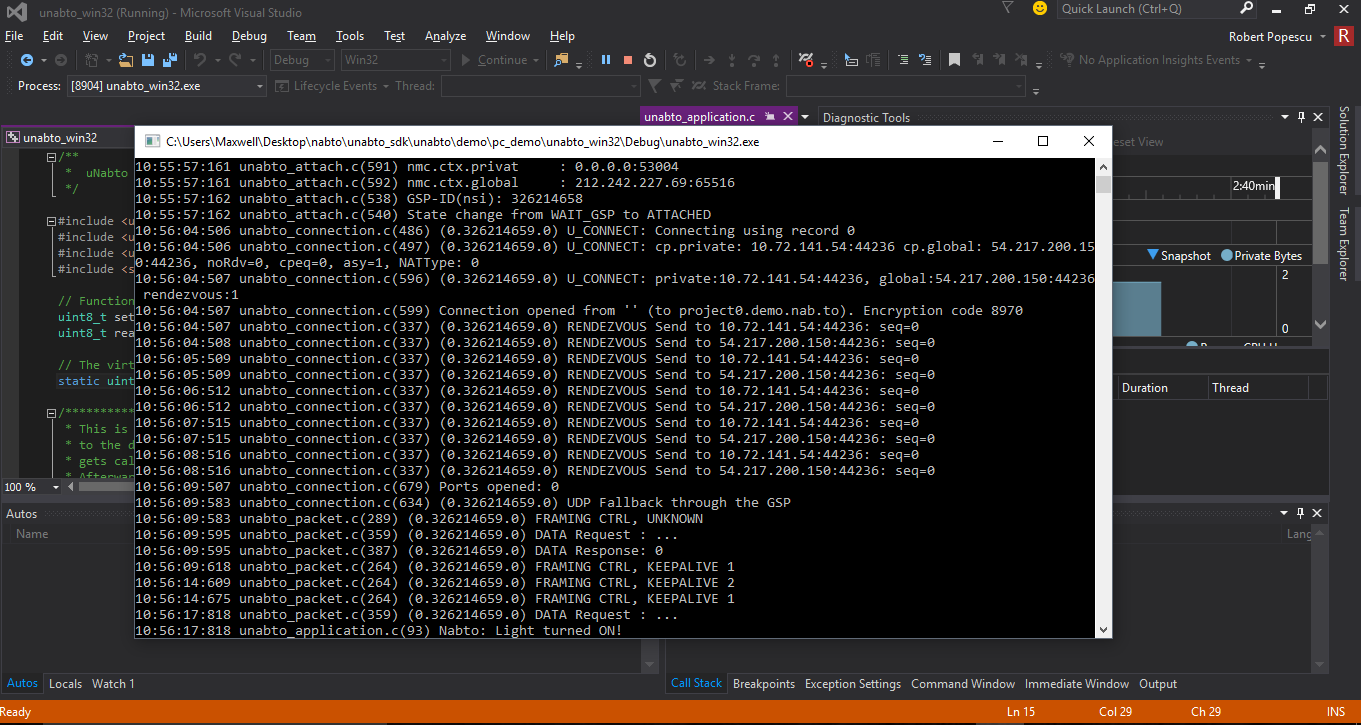 unabto_win32 (Running) - Microsoft Visual Studio
Quick Launch (Ctrl+Q)
File Edit View Project Build Debug Team Tools Test Analyze Window Help
Robert Popescu R
Debug Win32 Continue No Application Insights Events
Process: [8904] unabto_win32.exe Lifecycle Events Thread: Stack Frame:
unabto_application.c Diagnostic Tools
unabto_win32
C:\Users\Maxwell\Desktop\nabto\unabto_sdk\unabto\demo\pc_demo\unabto_win32\Debug\unabto_win32.exe
10:55:57:161 unabto_attach.c(591) nmc.ctx.privat : 0.0.0.0:53004
10:55:57:161 unabto_attach.c(592) nmc.ctx.global : 212.242.227.69:65516
10:55:57:162 unabto_attach.c(538) GSP-ID(nsi): 326214658
10:55:57:162 unabto_attach.c(540) State change from WAIT_GSP to ATTACHED
10:56:04:506 unabto_connection.c(486) (0.326214659.0) U_CONNECT: Connecting using record 0
10:56:04:506 unabto_connection.c(497) (0.326214659.0) U_CONNECT: cp.private: 10.72.141.54:44236 cp.global: 54.217.200.15
0:44236, noRdv=0, cpeq=0, asy=1, NATType: 0
10:56:04:507 unabto_connection.c(596) (0.326214659.0) U_CONNECT: private:10.72.141.54:44236, global:54.217.200.150:44236
rendezvous:1
10:56:04:507 unabto_connection.c(599) Connection opened from '' (to project0.demo.nab.to). Encryption code 8970
10:56:04:507 unabto_connection.c(337) (0.326214659.0) RENDEZVOUS Send to 10.72.141.54:44236: seq=0
10:56:04:508 unabto_connection.c(337) (0.326214659.0) RENDEZVOUS Send to 54.217.200.150:44236: seq=0
10:56:05:509 unabto_connection.c(337) (0.326214659.0) RENDEZVOUS Send to 10.72.141.54:44236: seq=0
10:56:05:509 unabto_connection.c(337) (0.326214659.0) RENDEZVOUS Send to 54.217.200.150:44236: seq=0
10:56:06:512 unabto_connection.c(337) (0.326214659.0) RENDEZVOUS Send to 10.72.141.54:44236: seq=0
10:56:06:512 unabto_connection.c(337) (0.326214659.0) RENDEZVOUS Send to 54.217.200.150:44236: seq=0
10:56:07:515 unabto_connection.c(337) (0.326214659.0) RENDEZVOUS Send to 10.72.141.54:44236: seq=0
10:56:07:515 unabto_connection.c(337) (0.326214659.0) RENDEZVOUS Send to 54.217.200.150:44236: seq=0
10:56:08:516 unabto_connection.c(337) (0.326214659.0) RENDEZVOUS Send to 10.72.141.54:44236: seq=0
10:56:08:516 unabto_connection.c(337) (0.326214659.0) RENDEZVOUS Send to 54.217.200.150:44236: seq=0
10:56:09:507 unabto_connection.c(679) Ports opened: 0
10:56:09:583 unabto_connection.c(634) (0.326214659.0) UDP Fallback through the GSP
10:56:09:583 unabto_packet.c(289) (0.326214659.0) FRAMING CTRL, UNKNOWN
10:56:09:595 unabto_packet.c(359) (0.326214659.0) DATA Request : ...
10:56:09:595 unabto_packet.c(387) (0.326214659.0) DATA Response: 0
10:56:09:618 unabto_packet.c(264) (0.326214659.0) FRAMING CTRL, KEEPALIVE 1
10:56:14:609 unabto_packet.c(264) (0.326214659.0) FRAMING CTRL, KEEPALIVE 2
10:56:14:675 unabto_packet.c(264) (0.326214659.0) FRAMING CTRL, KEEPALIVE 1
10:56:17:818 unabto_packet.c(359) (0.326214659.0) DATA Request : ...
10:56:17:818 unabto_application.c(93) Nabto: Light turned ON!
/**
* uNabto
*/
#include <u
#include <u
#include <u
#include <s
// Function
uint8_t set
uint8_t rea
// The virt
static uint
/**********
* This is
* to the d
* gets cal
* Afterwar
100 %
eset View
2:40min
Snapshot Private Bytes
2
0
Duration Thread
Solution Explorer
Team Explorer
Autos
Name
Lang
Autos Locals Watch 1
Call Stack Breakpoints Exception Settings Command Window Immediate Window Output
Ready Ln 15 Col 29 Ch 29 INS